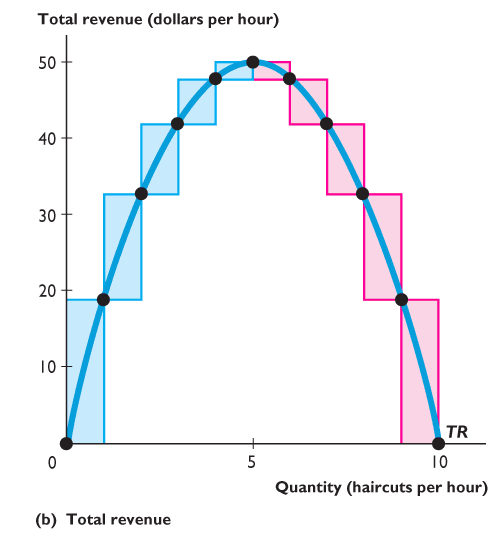 Total revenue (dollars per hour)
50
40
30
20
10
TR
0 5 10
Quantity (haircuts per hour)
(b) Total revenue